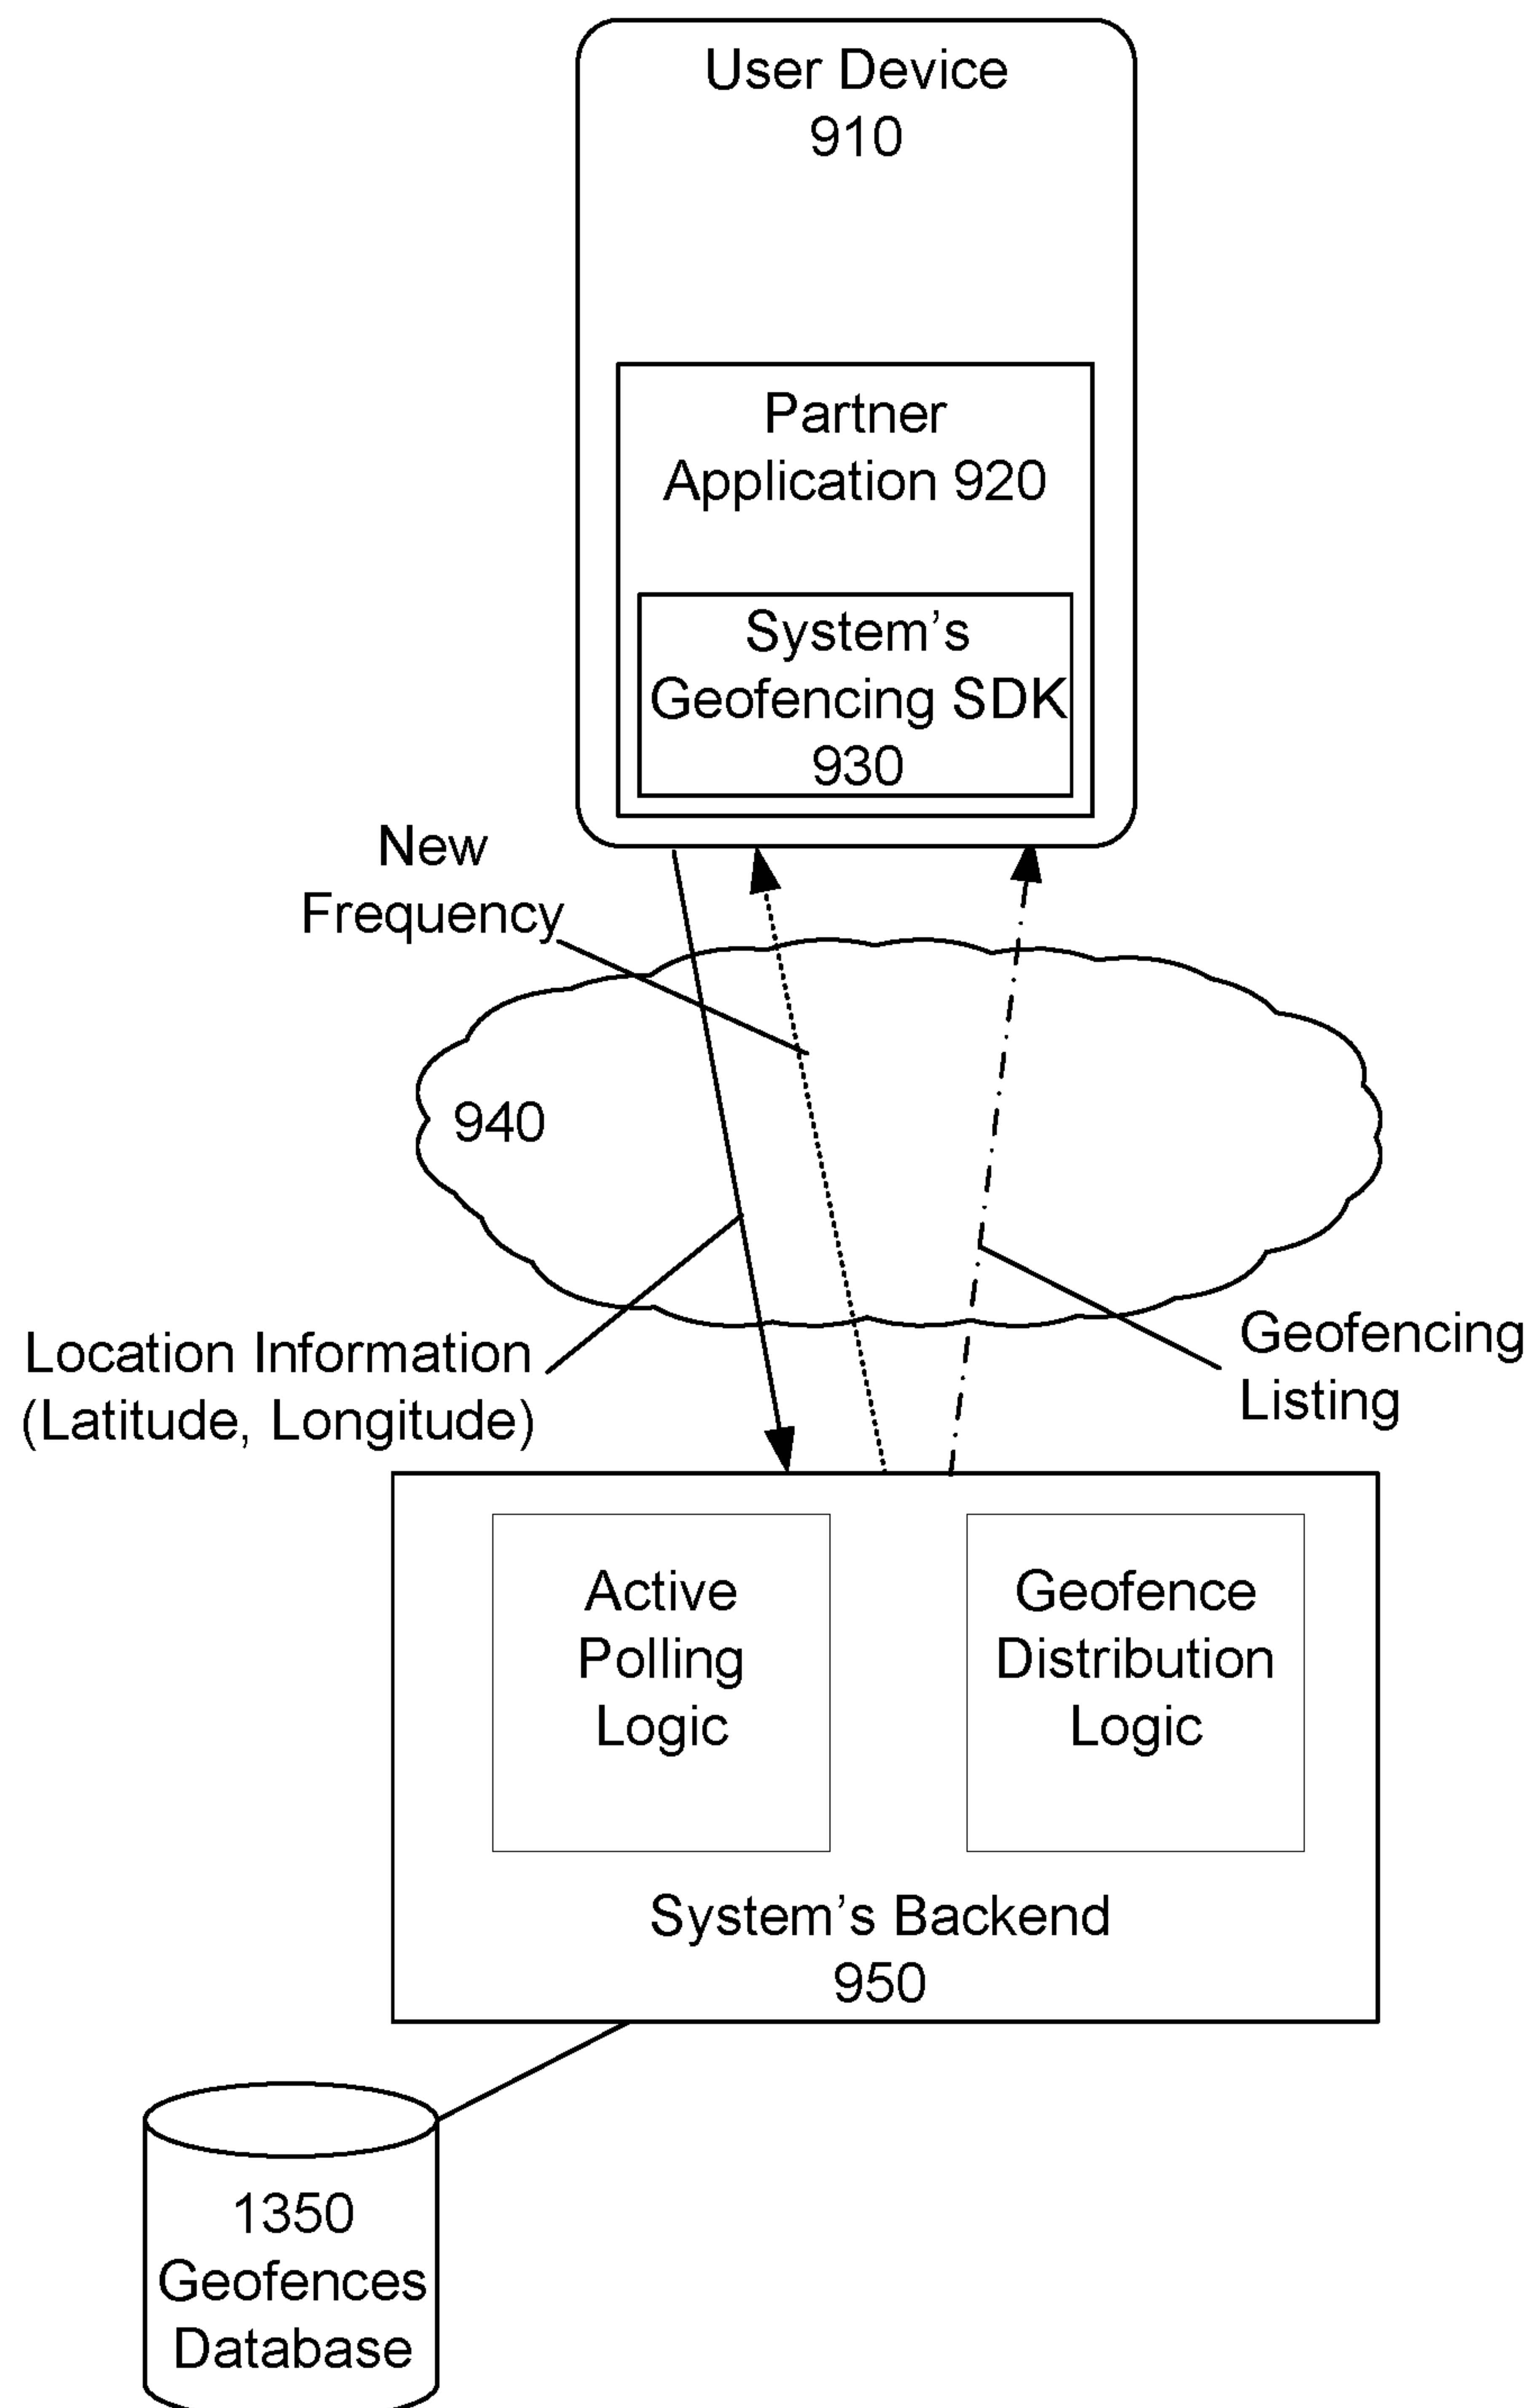 User Device
910
Partner
Application 920
System's
Geofencing SDK
930
New
Frequency
940
Location Information
(Latitude, Longitude)
Geofencing
Listing
Active
Polling
Logic
Geofence
Distribution
Logic
System's Backend
950
1350
Geofences
Database